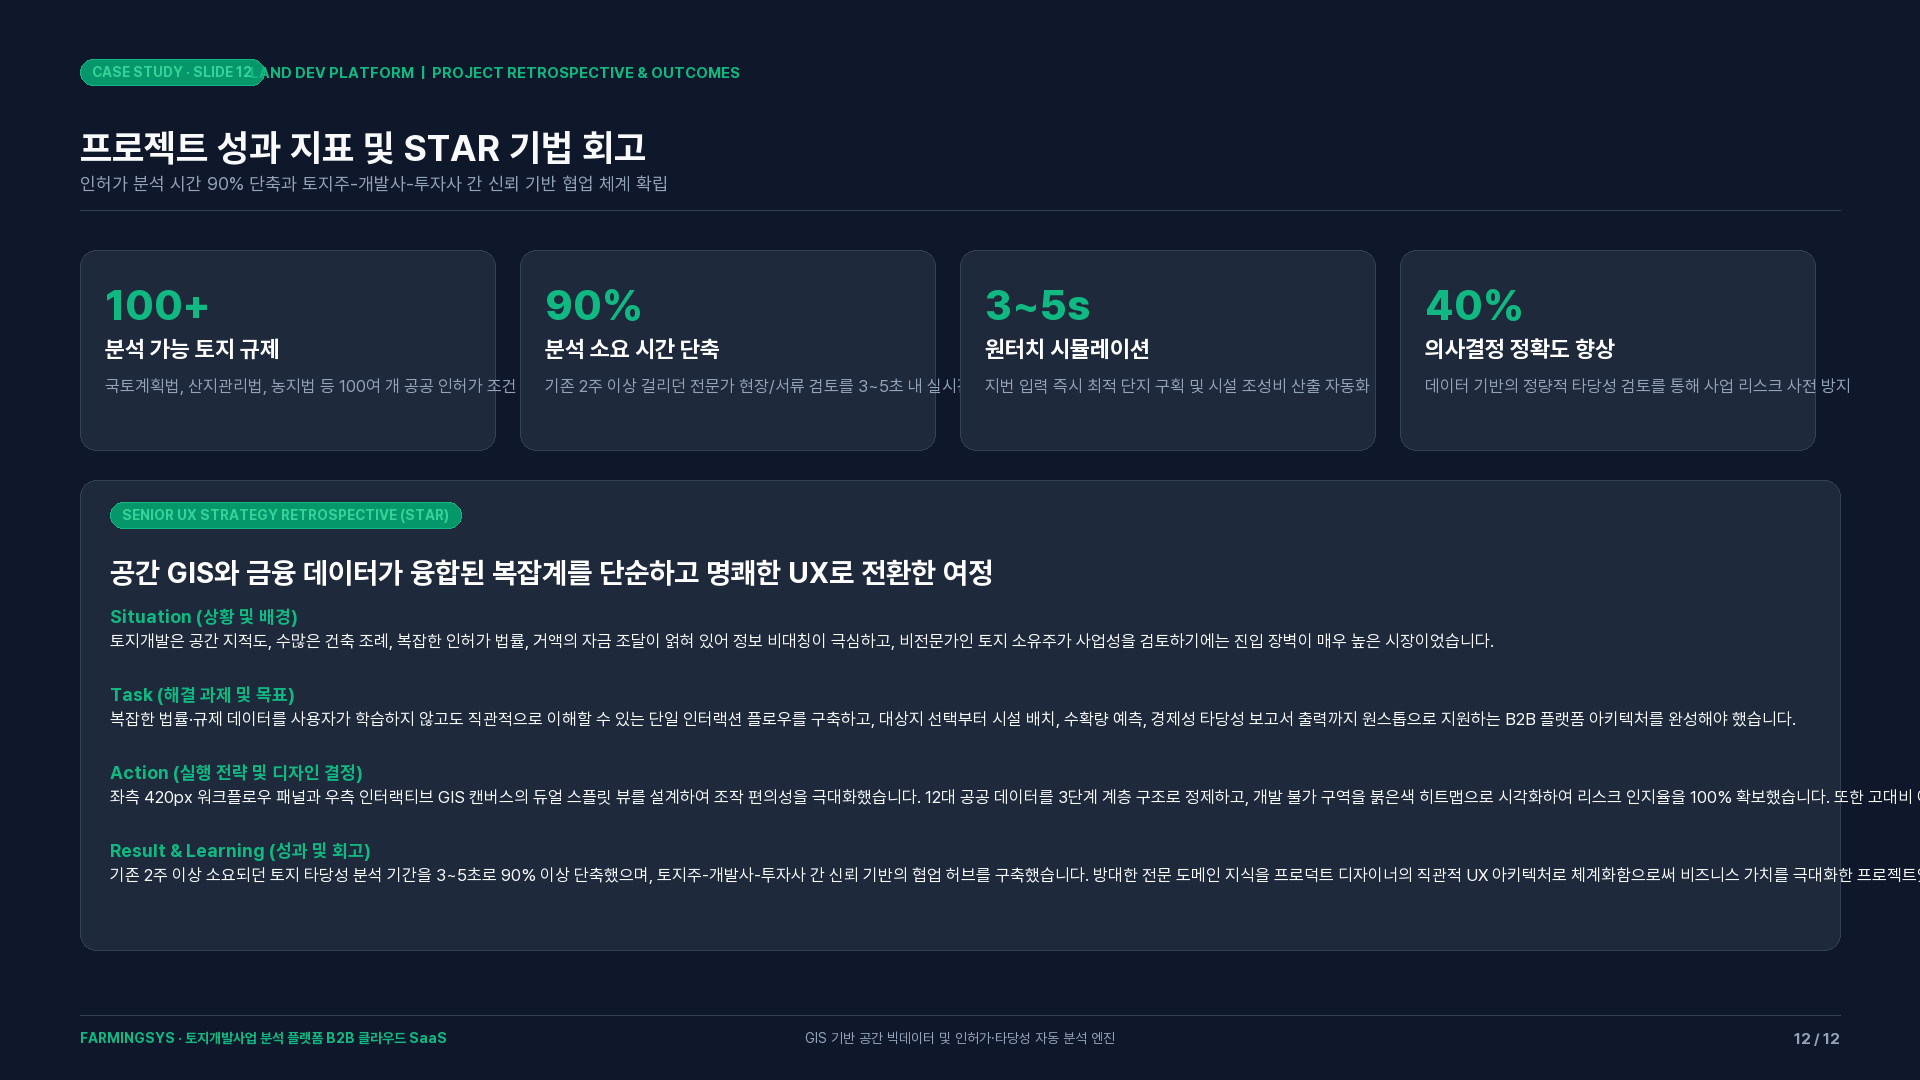 CASE STUDY · SLIDE 12
LAND DEV PLATFORM | PROJECT RETROSPECTIVE & OUTCOMES
프로젝트 성과 지표 및 STAR 기법 회고
인허가 분석 시간 90% 단축과 토지주-개발사-투자사 간 신뢰 기반 협업 체계 확립
100+
분석 가능 토지 규제
국토계획법, 산지관리법, 농지법 등 100여 개 공공 인허가 조건
90%
분석 소요 시간 단축
기존 2주 이상 걸리던 전문가 현장/서류 검토를 3~5초 내
3~5s
원터치 시뮬레이션
지번 입력 즉시 최적 단지 구획 및 시설 조성비 산출 자동화
40%
의사결정 정확도 향상
데이터 기반의 정량적 타당성 검토를 통해 사업 리스크 사전 방지
SENIOR UX STRATEGY RETROSPECTIVE (STAR)
공간 GIS와 금융 데이터가 융합된 복잡계를 단순하고 명쾌한 UX로 전환한 여정
Situation (상황 및 배경)
토지개발은 공간 지적도, 수많은 건축 조례, 복잡한 인허가 법률, 거액의 자금 조달이 얽혀 있어 정보 비대칭이 극심하고, 비전문가인 토지 소유주가 사업성을 검토하기에는 진입 장벽이 매우 높은 시장이었습니다.
Task (해결 과제 및 목표)
복잡한 법률·규제 데이터를 사용자가 학습하지 않고도 직관적으로 이해할 수 있는 단일 인터랙션 플로우를 구축하고, 대상지 선택부터 시설 배치, 수확량 예측, 경제성 타당성 보고서 출력까지 원스톱으로 지원하는 B2B 플랫폼 아키텍처를 완성해야 했습니다.
Action (실행 전략 및 디자인 결정)
좌측 420px 워크플로우 패널과 우측 인터랙티브 GIS 캔버스의 듀얼 스플릿 뷰를 설계하여 조작 편의성을 극대화했습니다. 12대 공공 데이터를 3단계 계층 구조로 정제하고, 개발 불가 구역을 붉은색 히트맵으로 시각화하여 리스크 인지율을 100% 확보했습니다. 또한 고대비
Result & Learning (성과 및 회고)
기존 2주 이상 소요되던 토지 타당성 분석 기간을 3~5초로 90% 이상 단축했으며, 토지주-개발사-투자사 간 신뢰 기반의 협업 허브를 구축했습니다. 방대한 전문 도메인 지식을 프로덕트 디자이너의 직관적 UX 아키텍처로 체계화함으로써 비즈니스 가치를 극대화한
FARMINGSYS · 토지개발사업 분석 플랫폼 B2B 클라우드 SaaS
GIS 기반 공간 빅데이터 및 인허가·타당성 자동 분석 엔진
12 / 12